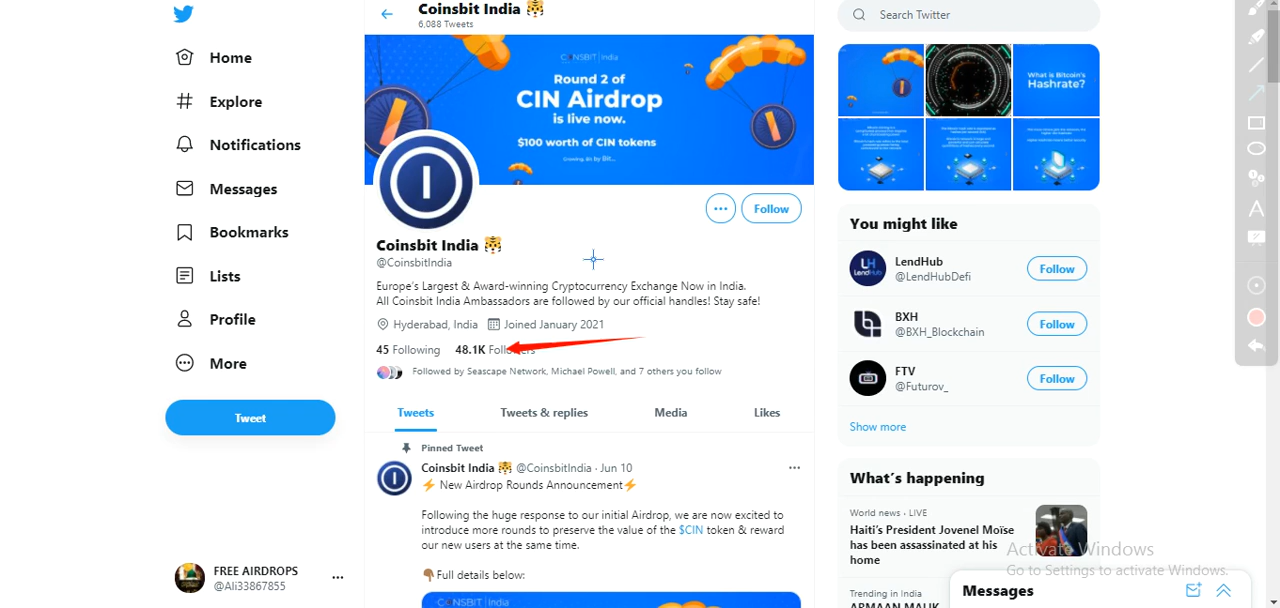 Coinsbit India 🐯
6,088 Tweets
Search Twitter
Home
Explore
Notifications
Messages
Bookmarks
Lists
Profile
More
Tweet
COINSBIT | India
Round 2 of
CIN Airdrop
is live now.
$100 worth of CIN tokens
Growing, Bit by Bit...
Follow
Coinsbit India 🐯
@CoinsbitIndia
Europe's Largest & Award-winning Cryptocurrency Exchange Now in India.
All Coinsbit India Ambassadors are followed by our official handles! Stay safe!
Hyderabad, India Joined January 2021
45 Following 48.1K Followers
Followed by Seascape Network, Michael Powell, and 7 others you follow
Tweets Tweets & replies Media Likes
Pinned Tweet
Coinsbit India 🐯 @CoinsbitIndia · Jun 10
⚡ New Airdrop Rounds Announcement⚡
Following the huge response to our initial Airdrop, we are now excited to
introduce more rounds to preserve the value of the $CIN token & reward
our new users at the same time.
👇🏾Full details below:
COINSBIT | India
What is Bitcoin's
Hashrate?
You might like
LendHub
@LendHubDefi
Follow
BXH
@BXH_Blockchain
Follow
FTV
@Futurov_
Follow
Show more
What's happening
World news · LIVE
Haiti's President Jovenel Moïse
has been assassinated at his
home
Trending in India
ARMAAN MALIK
Activate Windows
Go to Settings to activate Windows.
Messages
FREE AIRDROPS
@Ali33867855